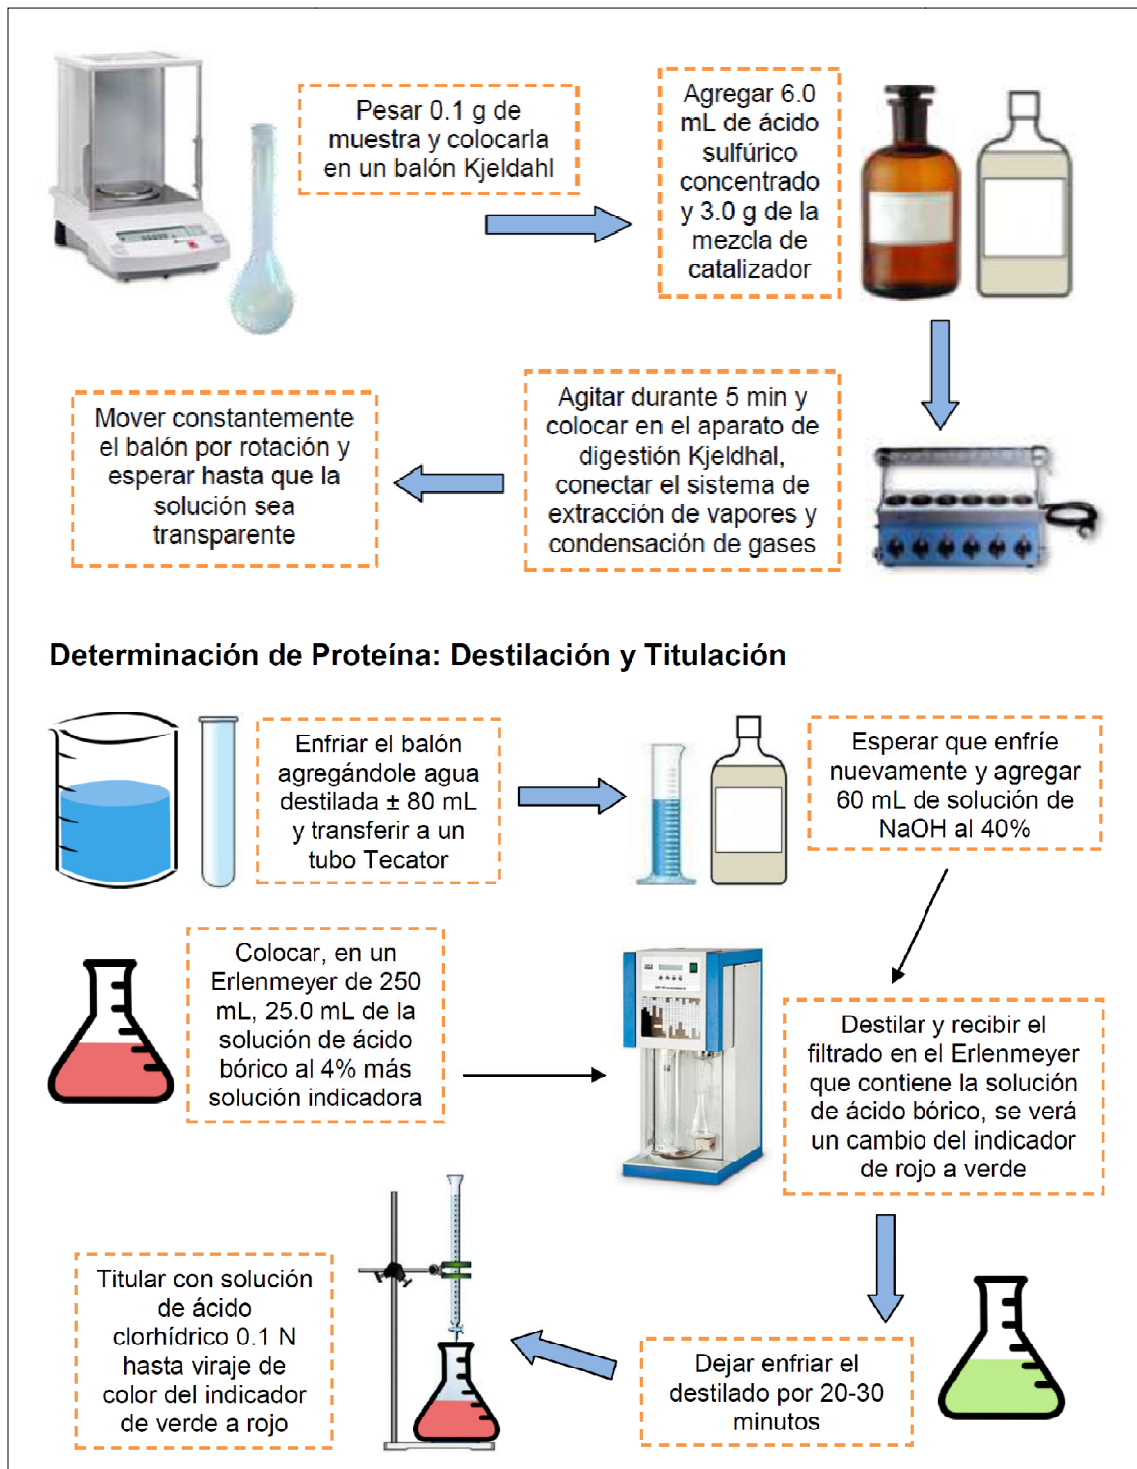 Pesar 0.1 g de
muestra y colocarla
en un balón Kjeldahl
Agregar 6.0
mL de ácido
sulfúrico
concentrado
y 3.0 g de la
mezcla de
catalizador
Agitar durante 5 min y
colocar en el aparato de
digestión Kjeldhal,
conectar el sistema de
extracción de vapores y
condensación de gases
Mover constantemente
el balón por rotación y
esperar hasta que la
solución sea
transparente
Determinación de Proteína: Destilación y Titulación
Enfriar el balón
agregándole agua
destilada ± 80 mL
y transferir a un
tubo Tecator
Esperar que enfríe
nuevamente y agregar
60 mL de solución de
NaOH al 40%
Colocar, en un
Erlenmeyer de 250
mL, 25.0 mL de la
solución de ácido
bórico al 4% más
solución indicadora
Destilar y recibir el
filtrado en el Erlenmeyer
que contiene la solución
de ácido bórico, se verá
un cambio del indicador
de rojo a verde
Dejar enfriar el
destilado por 20-30
minutos
Titular con solución
de ácido
clorhídrico 0.1 N
hasta viraje de
color del indicador
de verde a rojo